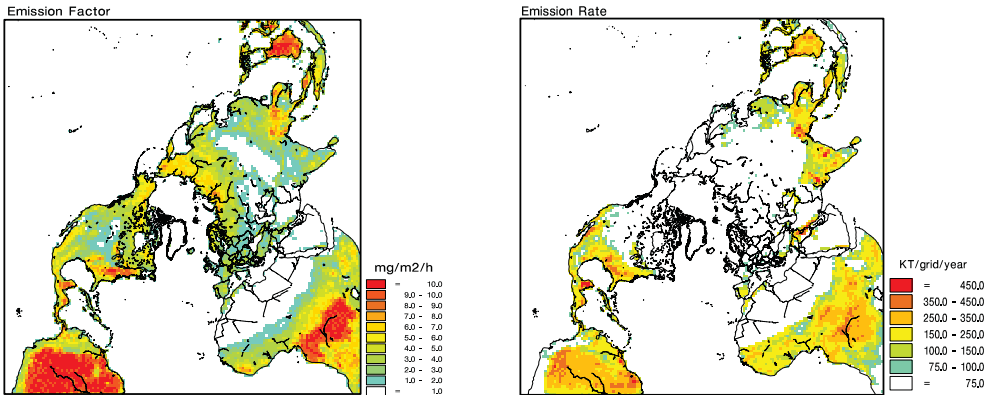 Emission Factor
mg/m2/h
= 10.0
9.0 - 10.0
8.0 - 9.0
7.0 - 8.0
6.0 - 7.0
5.0 - 6.0
4.0 - 5.0
3.0 - 4.0
2.0 - 3.0
1.0 - 2.0
= 1.0
Emission Rate
KT/grid/year
= 450.0
350.0 - 450.0
250.0 - 350.0
150.0 - 250.0
100.0 - 150.0
75.0 - 100.0
= 75.0